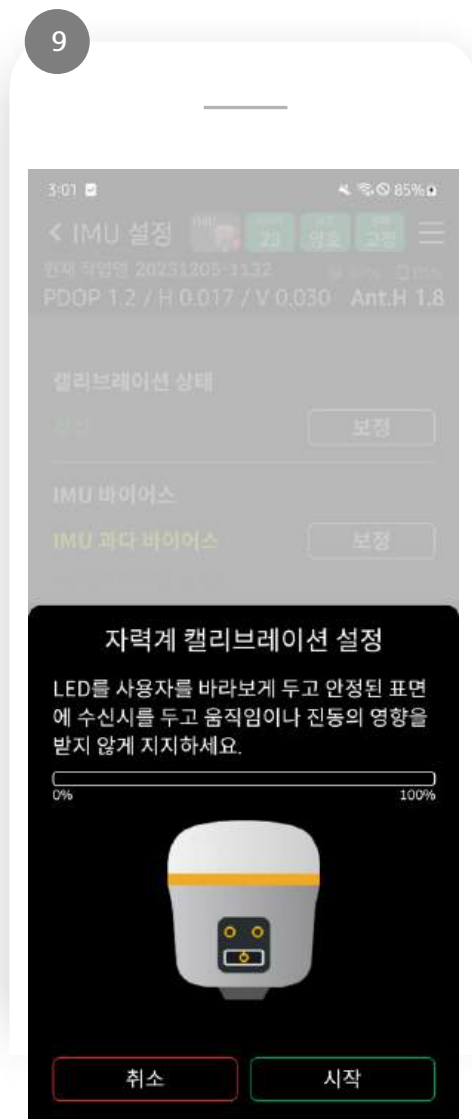 9
3:01 85%
< IMU 설정 23 양호 고정
현재 작업명 20231205-1132
PDOP 1.2 / H 0.017 / V 0.030 Ant.H 1.8
캘리브레이션 상태
보정
IMU 바이어스
IMU 과다 바이어스 보정
자력계 캘리브레이션 설정
LED를 사용자를 바라보게 두고 안정된 표면
에 수신시를 두고 움직임이나 진동의 영향을
받지 않게 지지하세요.
0% 100%
취소 시작